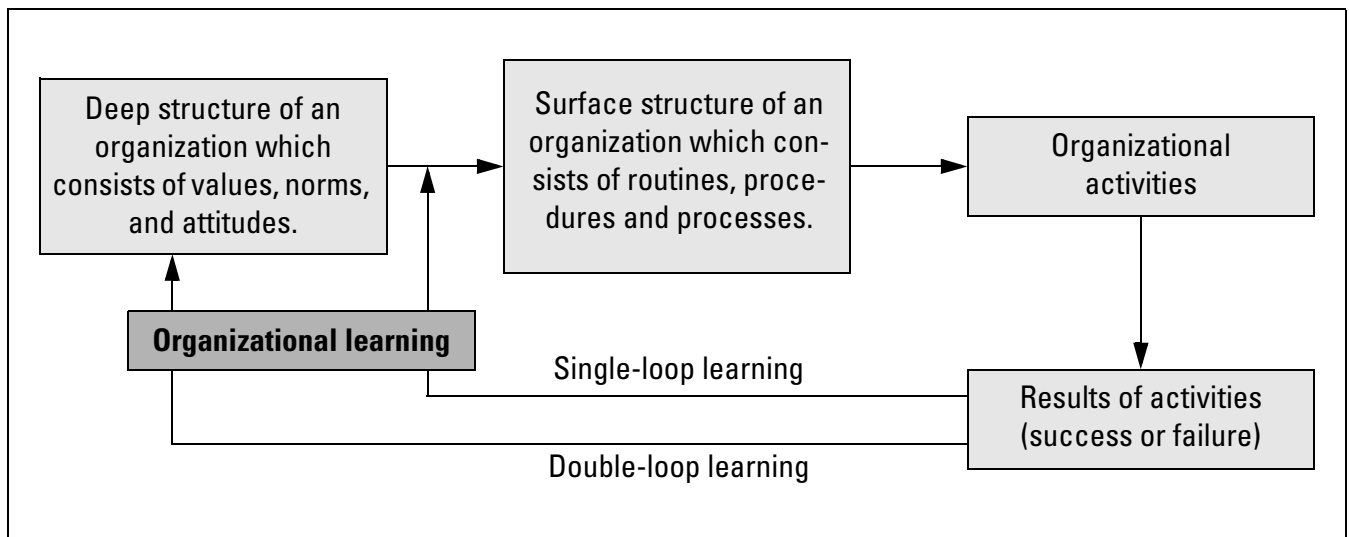 Deep structure of an
organization which
consists of values, norms,
and attitudes.
Surface structure of an
organization which con-
sists of routines, proce-
dures and processes.
Organizational
activities
Organizational learning
Single-loop learning
Results of activities
(success or failure)
Double-loop learning